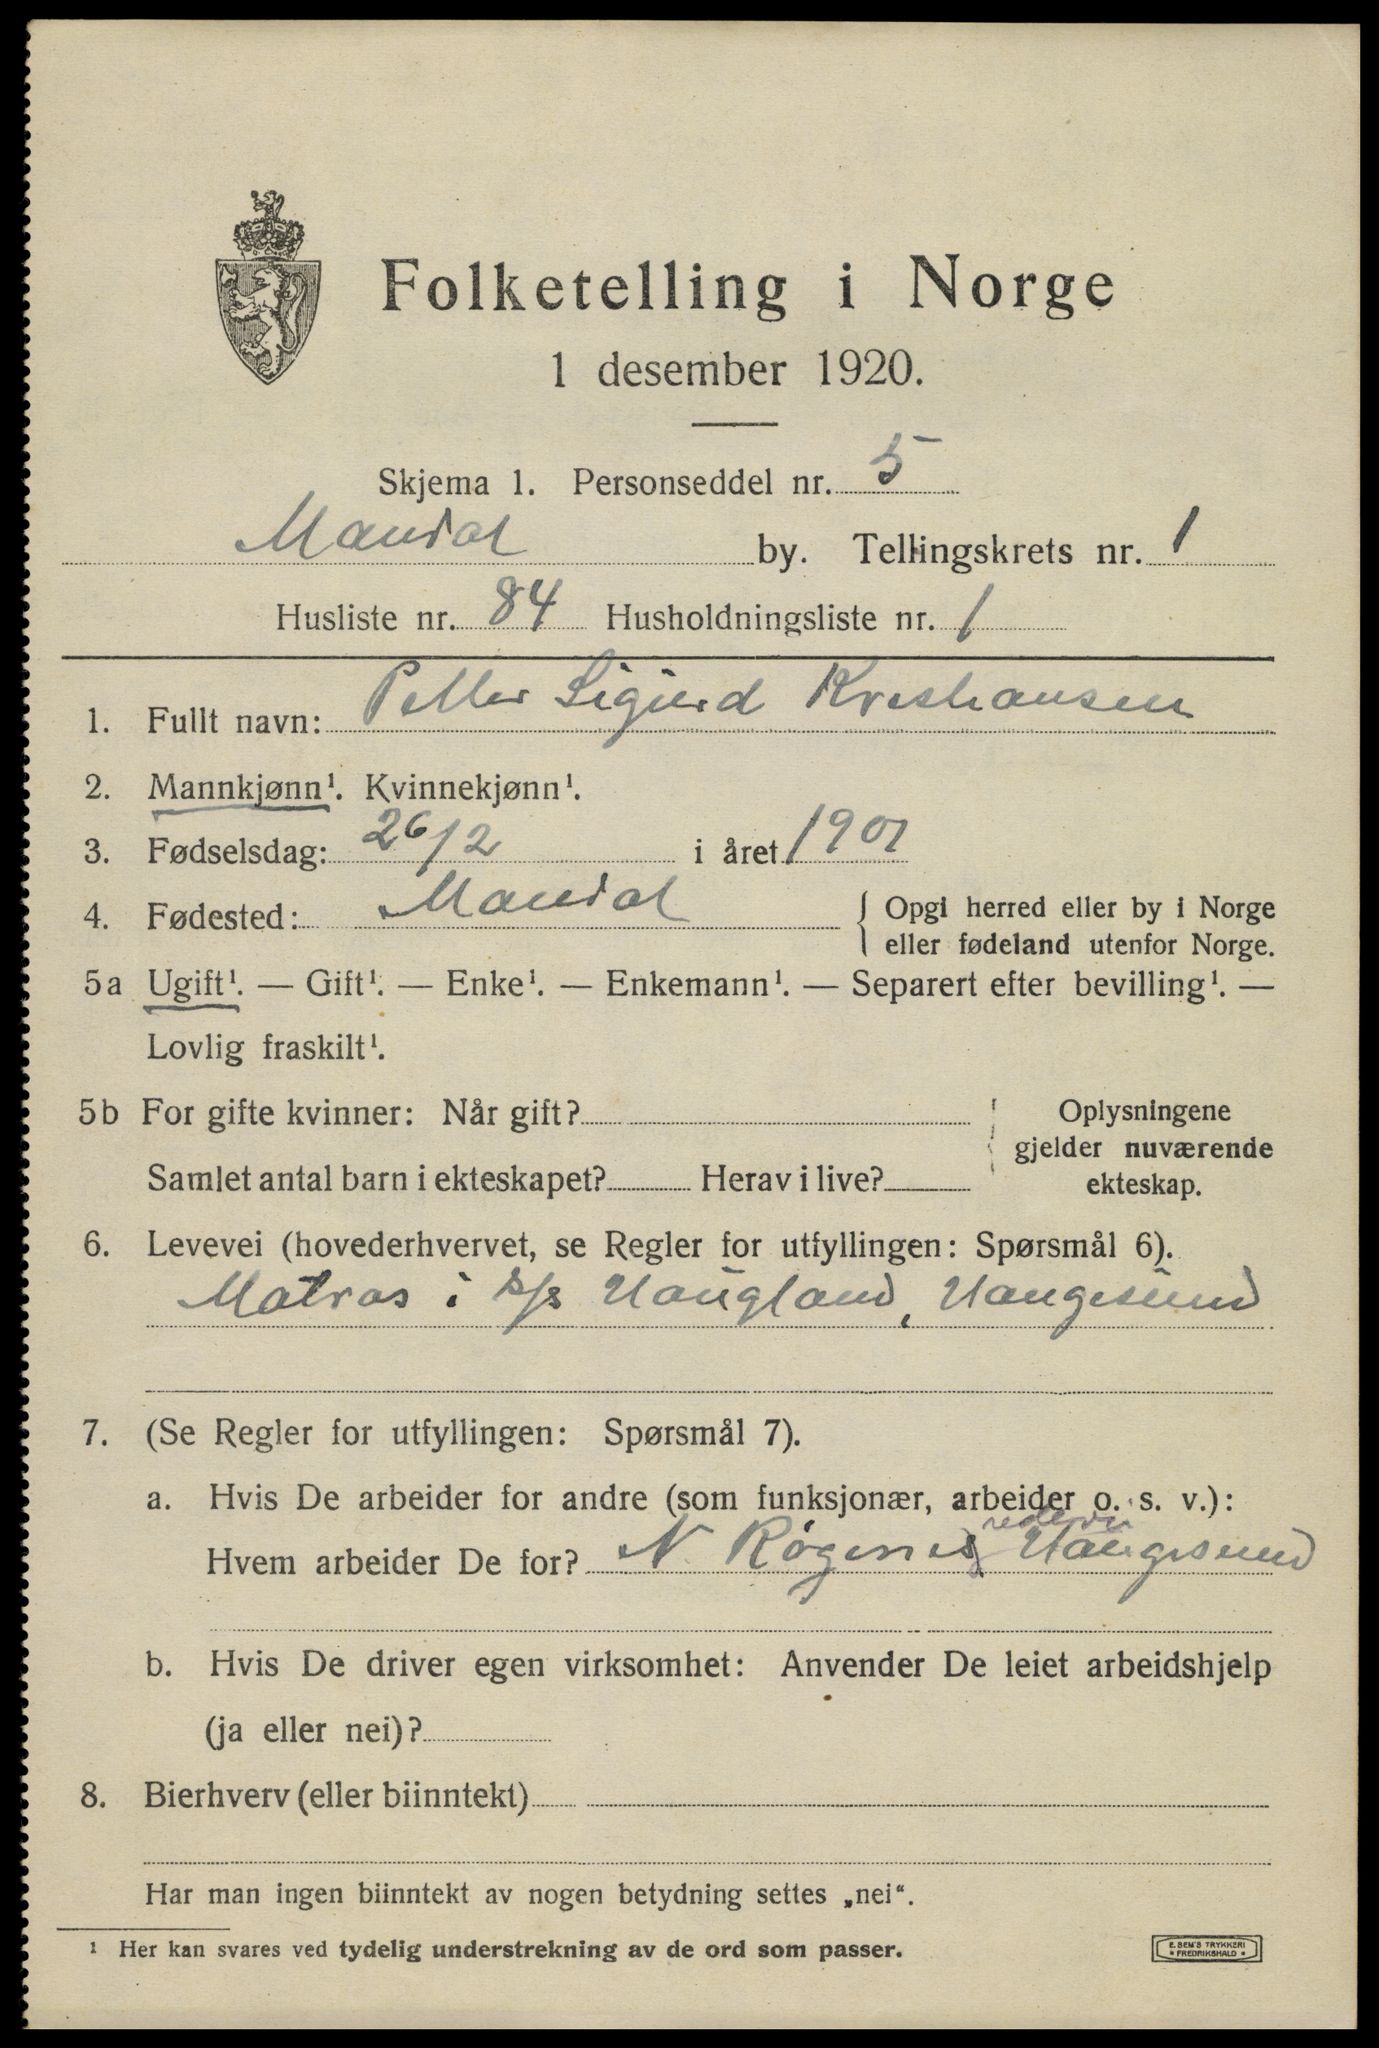 Folketelling i Norge
1 desember 1920.
Skjema 1. Personseddel nr. 5
Mandal by. Tellingskrets nr. 1
Husliste nr. 84 Husholdningsliste nr. 1
1. Fullt navn: Petter Sigurd Kristiansen
2. Mannkjønn¹. Kvinnekjønn¹.
3. Fødselsdag: 26/2 i året 1901
4. Fødested: Mandal { Opgi herred eller by i Norge
eller fødeland utenfor Norge.
5a Ugift¹. — Gift¹. — Enke¹. — Enkemann¹. — Separert efter bevilling¹. —
Lovlig fraskilt¹.
5b For gifte kvinner: Når gift? Oplysningene
gjelder nuværende
Samlet antal barn i ekteskapet? Herav i live? ekteskap.
6. Levevei (hovederhvervet, se Regler for utfyllingen: Spørsmål 6).
Matros i s/s Haugland, Haugesund
7. (Se Regler for utfyllingen: Spørsmål 7).
a. Hvis De arbeider for andre (som funksjonær, arbeider o. s. v.):
rederi
Hvem arbeider De for? N. Røgenes Haugesund
b. Hvis De driver egen virksomhet: Anvender De leiet arbeidshjelp
(ja eller nei)?
8. Bierhverv (eller biinntekt)
Har man ingen biinntekt av nogen betydning settes „nei“.
¹ Her kan svares ved tydelig understrekning av de ord som passer.
E. SEM'S TRYKKERI
* FREDRIKSHALD *